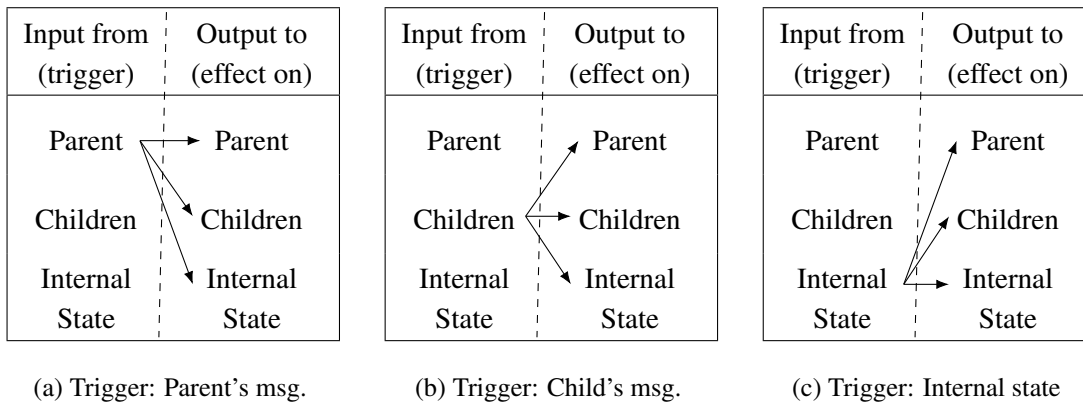 Input from
(trigger)
Output to
(effect on)
Parent
Parent
Children
Children
Internal
State
Internal
State
(a) Trigger: Parent's msg.
Input from
(trigger)
Output to
(effect on)
Parent
Parent
Children
Children
Internal
State
Internal
State
(b) Trigger: Child's msg.
Input from
(trigger)
Output to
(effect on)
Parent
Parent
Children
Children
Internal
State
Internal
State
(c) Trigger: Internal state